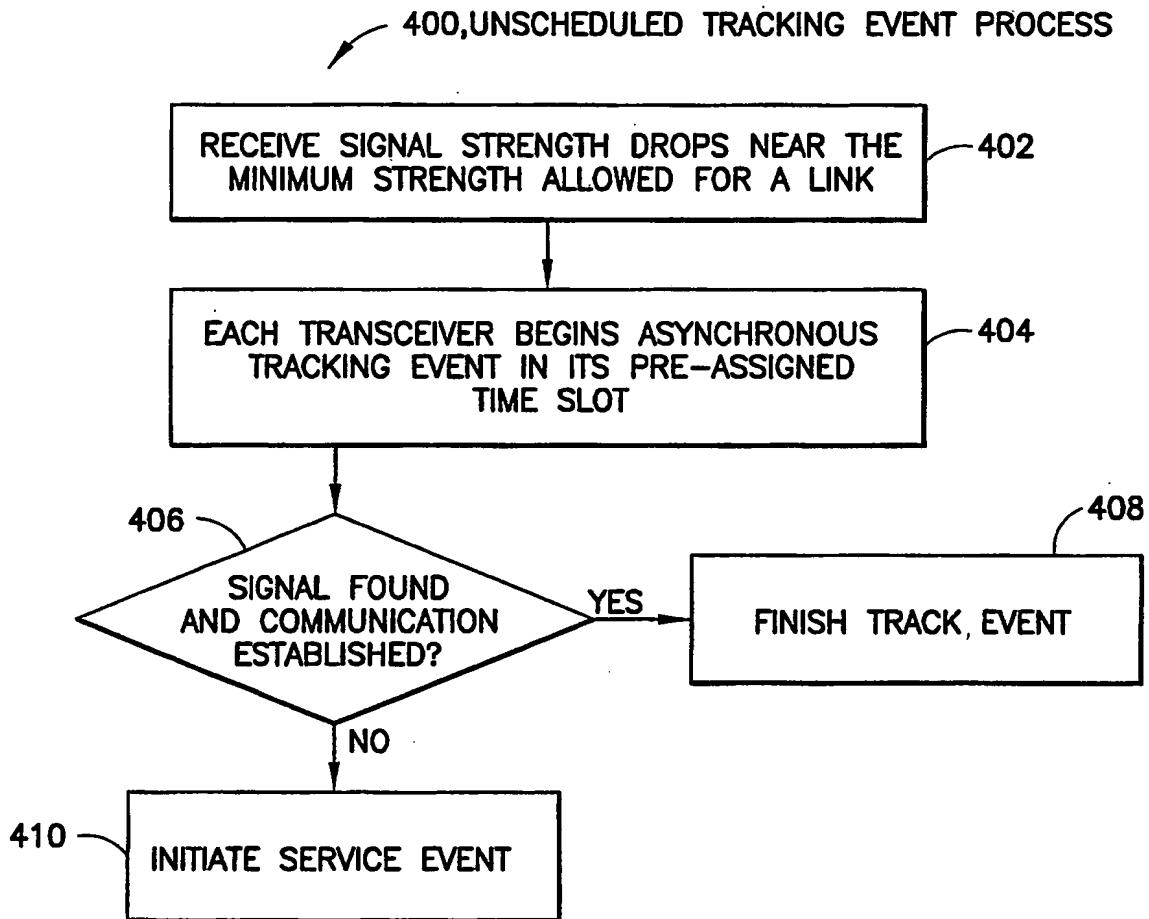 400,UNSCHEDULED TRACKING EVENT PROCESS
RECEIVE SIGNAL STRENGTH DROPS NEAR THE
MINIMUM STRENGTH ALLOWED FOR A LINK
402
EACH TRANSCEIVER BEGINS ASYNCHRONOUS
TRACKING EVENT IN ITS PRE-ASSIGNED
TIME SLOT
404
406
SIGNAL FOUND
AND COMMUNICATION
ESTABLISHED?
YES
408
FINISH TRACK, EVENT
NO
410
INITIATE SERVICE EVENT